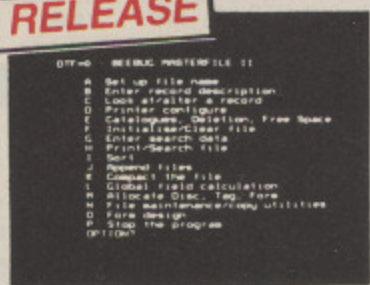 RELEASE
DTF=0 BEEBUG MASTERFILE II
A Set up file name
B Enter record description
C Look at/alter a record
D Printer configure
E Catalogues, Deletion, Free Space
F Initialise/Clear file
G Enter search data
H Print/Search file
I Sort
J Append files
K Compact the file
L Global field calculation
M Allocate Disc, Tag, Form
N File maintenance/copy utilities
O Form design
P Stop the program
OPTION?